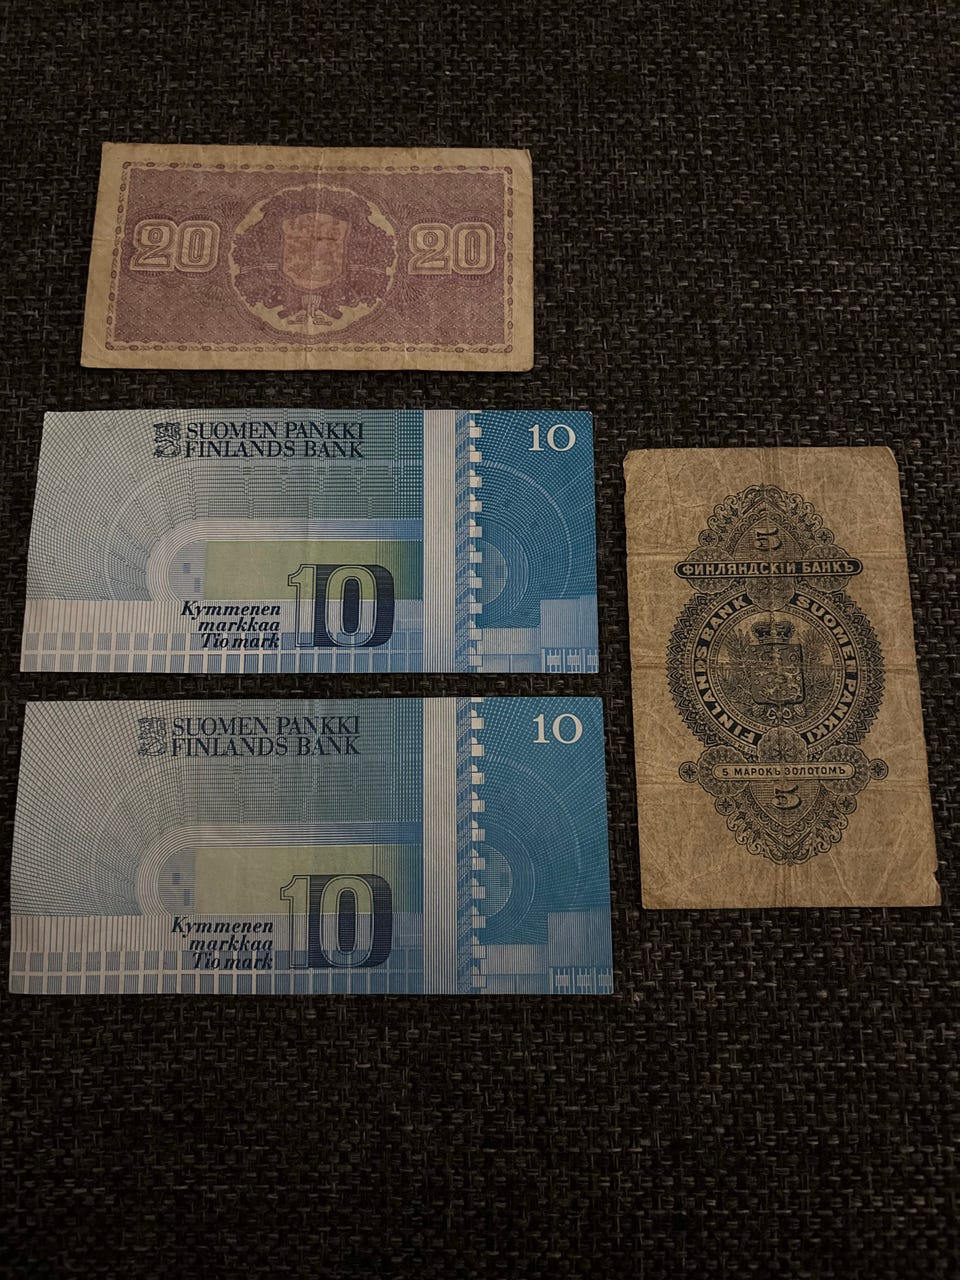 20 20
SUOMEN PANKKI
FINLANDS BANK
10
10
Kymmenen
markkaa
Tio mark
SUOMEN PANKKI
FINLANDS BANK
10
10
Kymmenen
markkaa
Tio mark
5
ФИНЛЯНДСКІЙ БАНКЪ
FINLANDS BANK
SUOMEN PANKKI
5 МАРОКЪ ЗОЛОТОМЪ
5